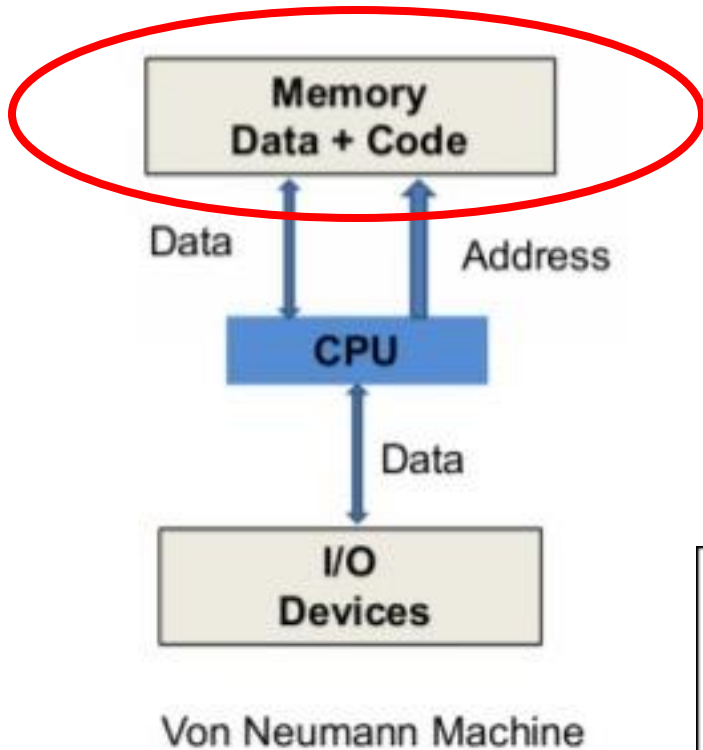 Memory
Data + Code
Data
Address
CPU
Data
I/O
Devices
Von Neumann Machine